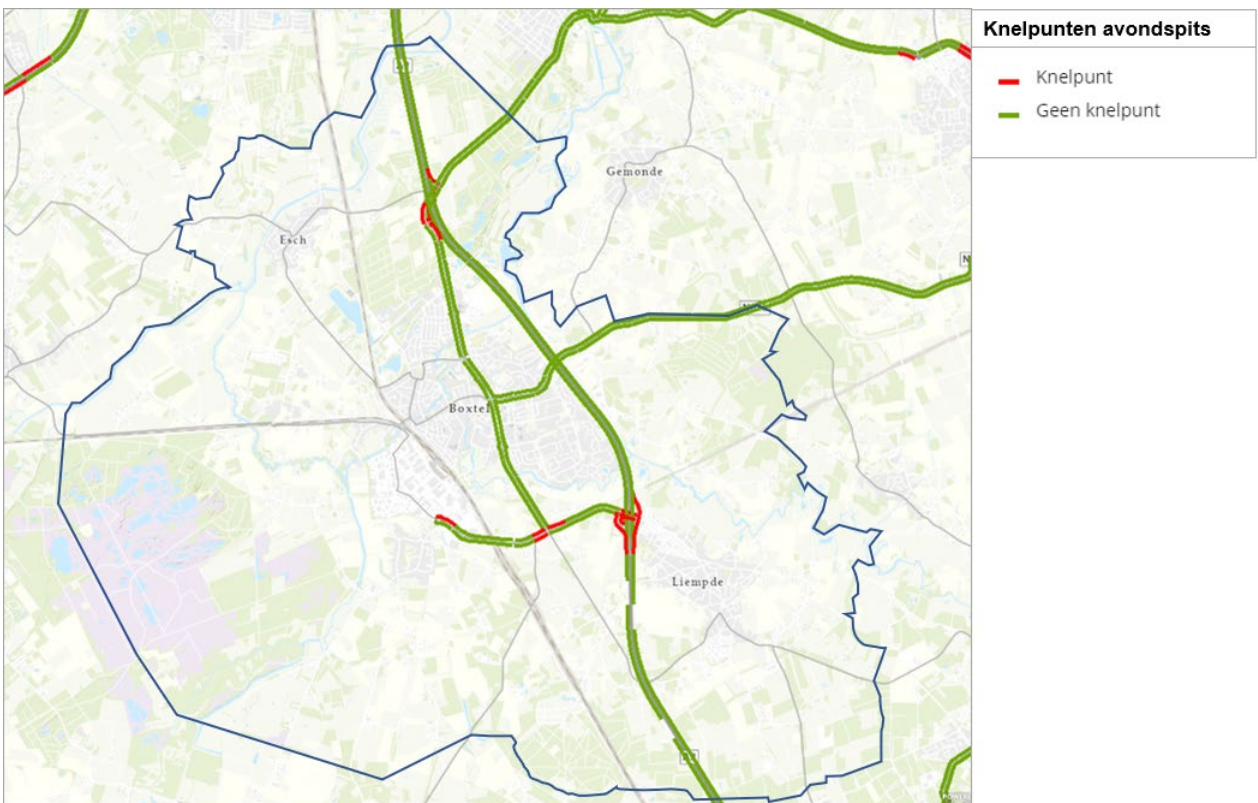 Knelpunten avondspits
Knelpunt
Geen knelpunt
Gemonde
Esch
Boxtel
Liempde